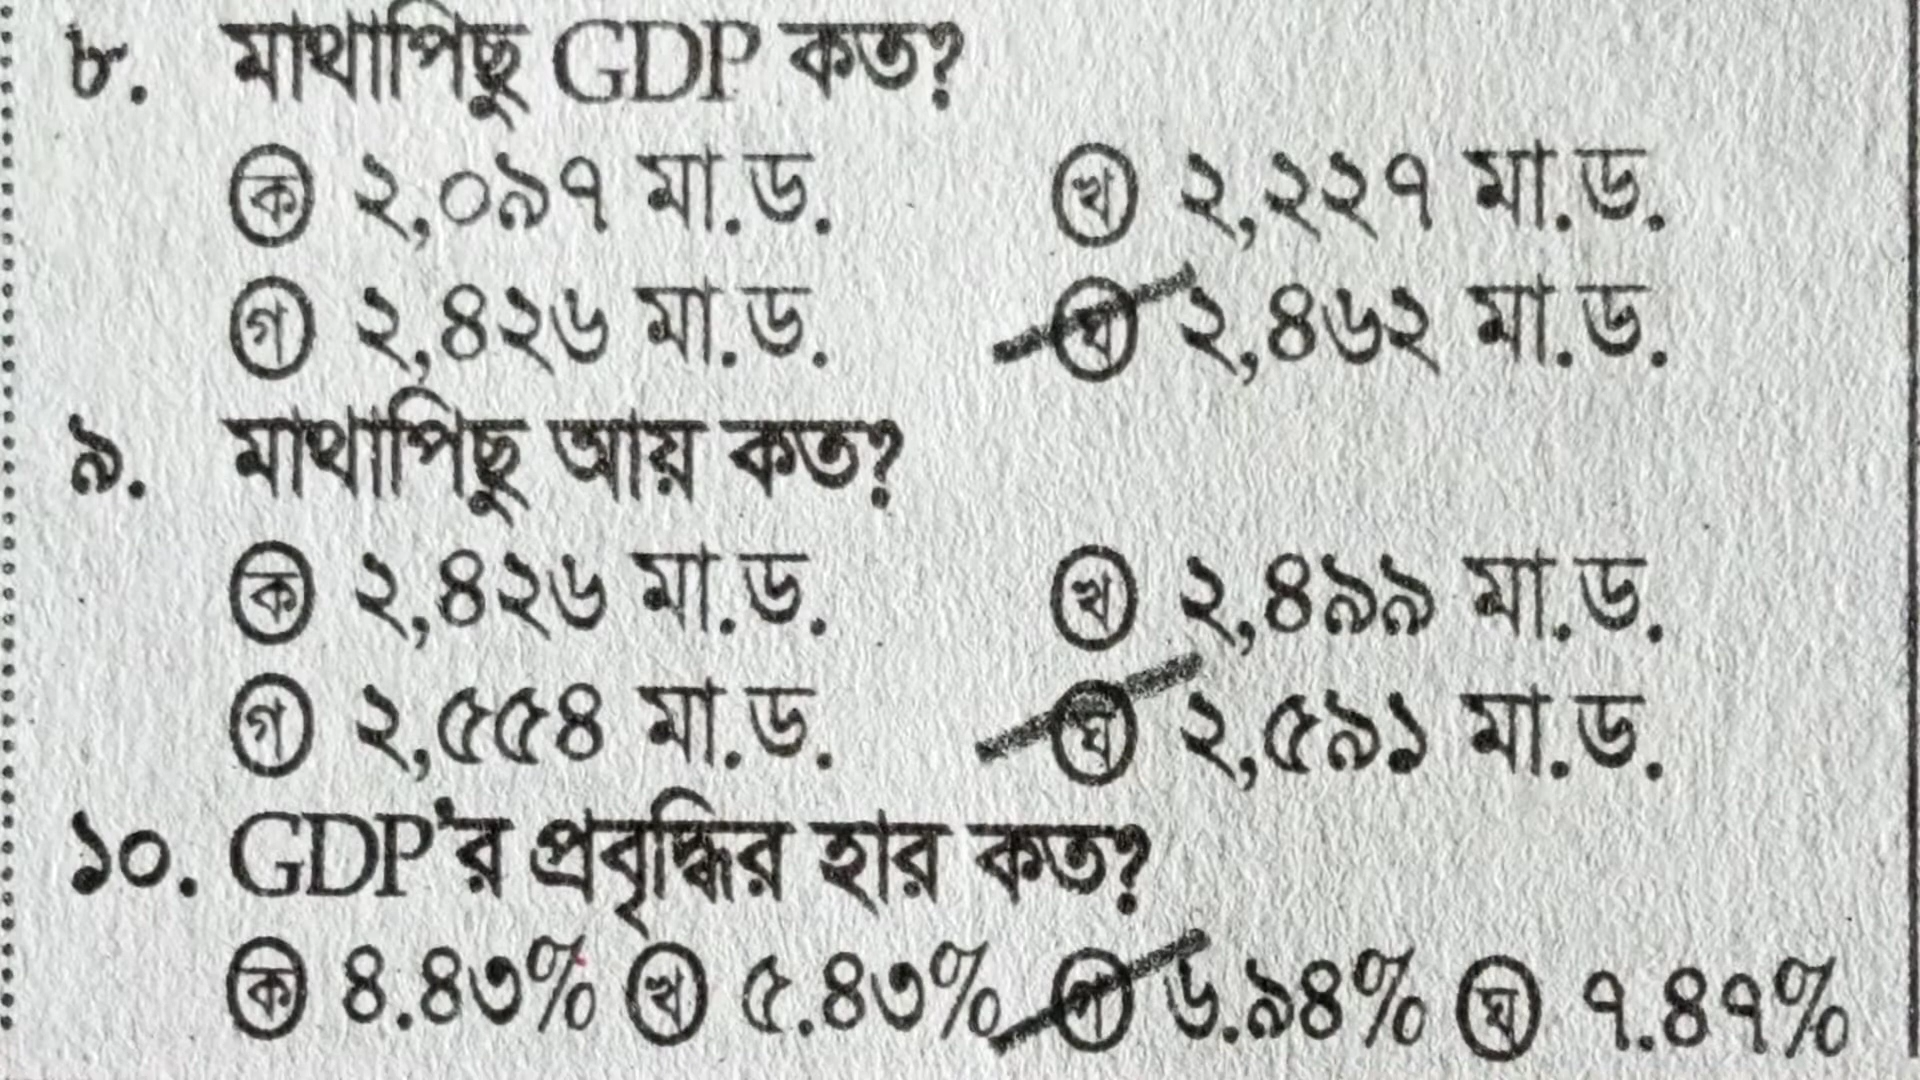 ৮. মাথাপিছু GDP কত?
ক ২,০৯৭ মা.ড. খ ২,২২৭ মা.ড.
গ ২,৪২৬ মা.ড. ঘ ২,৪৬২ মা.ড.
৯. মাথাপিছু আয় কত?
ক ২,৪২৬ মা.ড. খ ২,৪৯৯ মা.ড.
গ ২,৫৫৪ মা.ড. ঘ ২,৫৯১ মা.ড.
১০. GDP'র প্রবৃদ্ধির হার কত?
ক ৪.৪৩% খ ৫.৪৩% গ ৬.৯৪% ঘ ৭.৪৭%